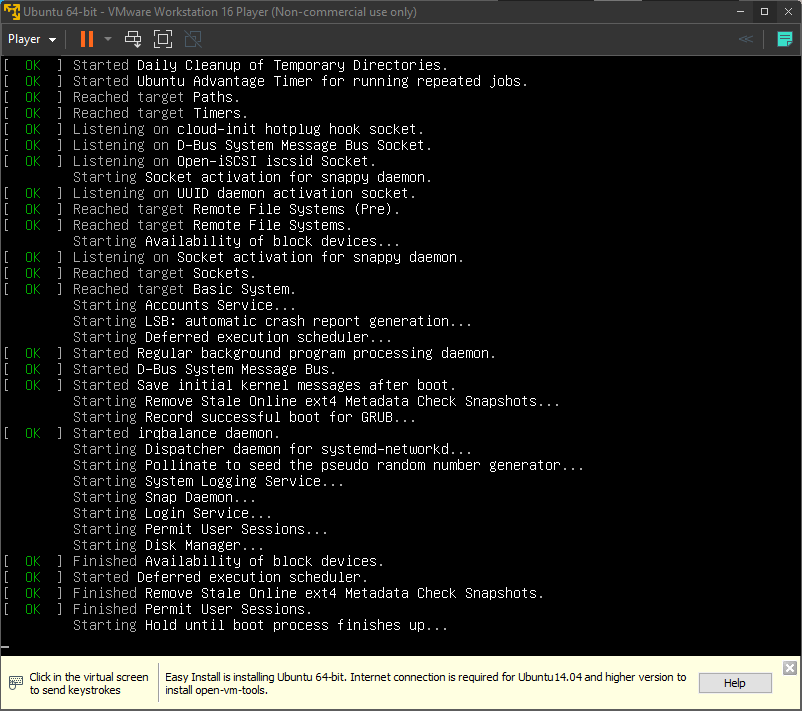 Ubuntu 64-bit - VMware Workstation 16 Player (Non-commercial use only)
Player
[  OK  ] Started Daily Cleanup of Temporary Directories.
[  OK  ] Started Ubuntu Advantage Timer for running repeated jobs.
[  OK  ] Reached target Paths.
[  OK  ] Reached target Timers.
[  OK  ] Listening on cloud-init hotplug hook socket.
[  OK  ] Listening on D-Bus System Message Bus Socket.
[  OK  ] Listening on Open-iSCSI iscsid Socket.
         Starting Socket activation for snappy daemon.
[  OK  ] Listening on UUID daemon activation socket.
[  OK  ] Reached target Remote File Systems (Pre).
[  OK  ] Reached target Remote File Systems.
         Starting Availability of block devices...
[  OK  ] Listening on Socket activation for snappy daemon.
[  OK  ] Reached target Sockets.
[  OK  ] Reached target Basic System.
         Starting Accounts Service...
         Starting LSB: automatic crash report generation...
         Starting Deferred execution scheduler...
[  OK  ] Started Regular background program processing daemon.
[  OK  ] Started D-Bus System Message Bus.
[  OK  ] Started Save initial kernel messages after boot.
         Starting Remove Stale Online ext4 Metadata Check Snapshots...
         Starting Record successful boot for GRUB...
[  OK  ] Started irqbalance daemon.
         Starting Dispatcher daemon for systemd-networkd...
         Starting Pollinate to seed the pseudo random number generator...
         Starting System Logging Service...
         Starting Snap Daemon...
         Starting Login Service...
         Starting Permit User Sessions...
         Starting Disk Manager...
[  OK  ] Finished Availability of block devices.
[  OK  ] Started Deferred execution scheduler.
[  OK  ] Finished Remove Stale Online ext4 Metadata Check Snapshots.
[  OK  ] Finished Permit User Sessions.
         Starting Hold until boot process finishes up...
Click in the virtual screen
to send keystrokes
Easy Install is installing Ubuntu 64-bit. Internet connection is required for Ubuntu14.04 and higher version to
install open-vm-tools.
Help